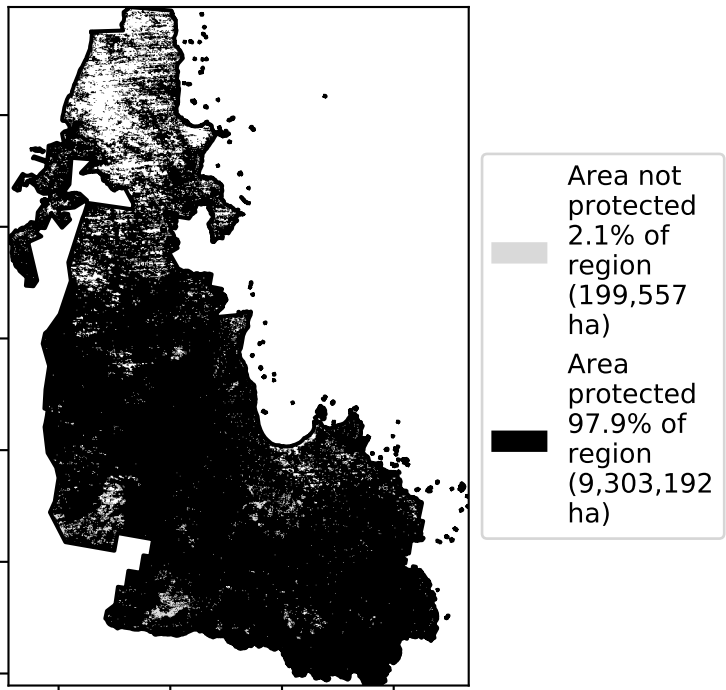 Area not
protected
2.1% of
region
(199,557
ha)
Area
protected
97.9% of
region
(9,303,192
ha)